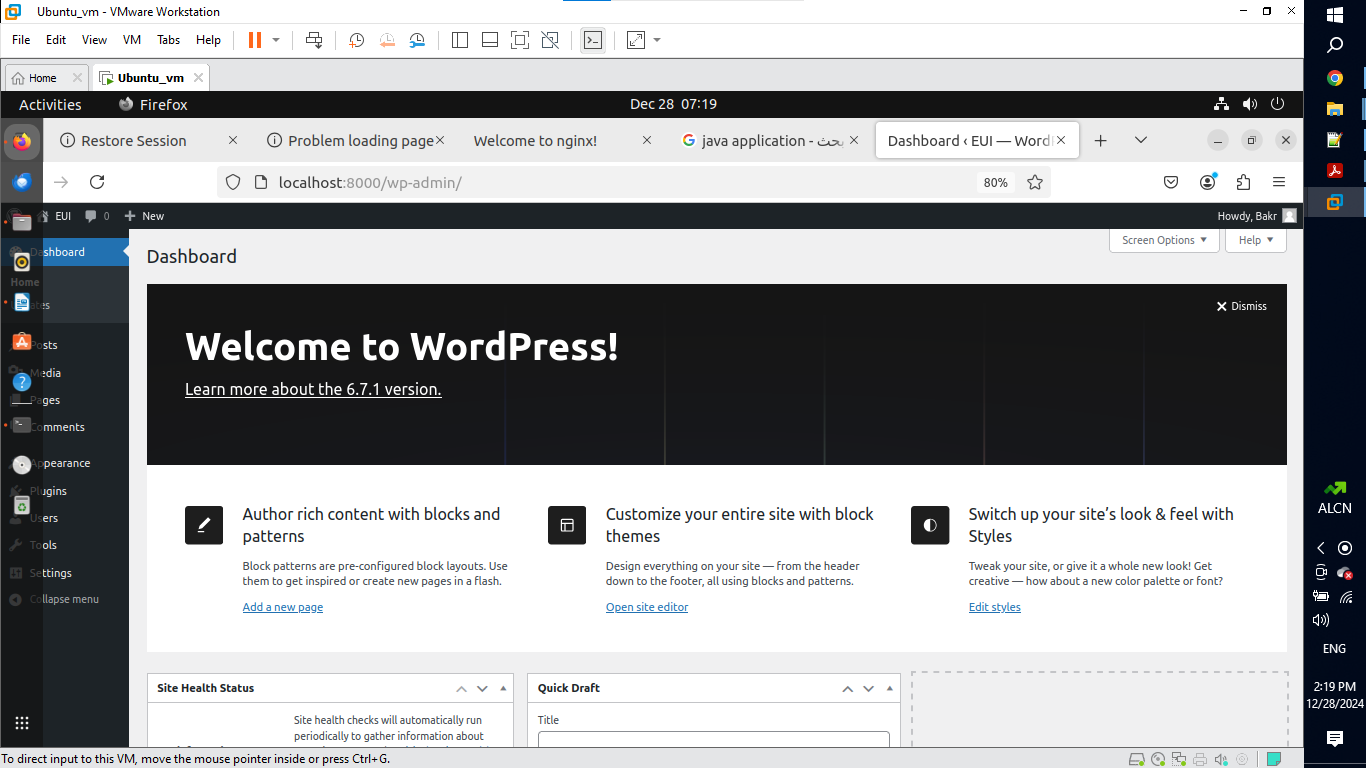 Ubuntu_vm - VMware Workstation
File Edit View VM Tabs Help
Home Ubuntu_vm
Activities Firefox Dec 28 07:19
Restore Session Problem loading page Welcome to nginx! java application - بحث Dashboard ‹ EUI — Word
localhost:8000/wp-admin/ 80%
EUI 0 New Howdy, Bakr
Screen Options Help
Dashboard
Dashboard
Home
Posts
Media
Pages
Comments
Appearance
Plugins
Users
Tools
Settings
Collapse menu
Dismiss
Welcome to WordPress!
Learn more about the 6.7.1 version.
Author rich content with blocks and
patterns
Block patterns are pre-configured block layouts. Use
them to get inspired or create new pages in a flash.
Add a new page
Customize your entire site with block
themes
Design everything on your site — from the header
down to the footer, all using blocks and patterns.
Open site editor
Switch up your site’s look & feel with
Styles
Tweak your site, or give it a whole new look! Get
creative — how about a new color palette or font?
Edit styles
Site Health Status
Site health checks will automatically run
periodically to gather information about
Quick Draft
Title
To direct input to this VM, move the mouse pointer inside or press Ctrl+G.
ALCN
ENG
2:19 PM
12/28/2024